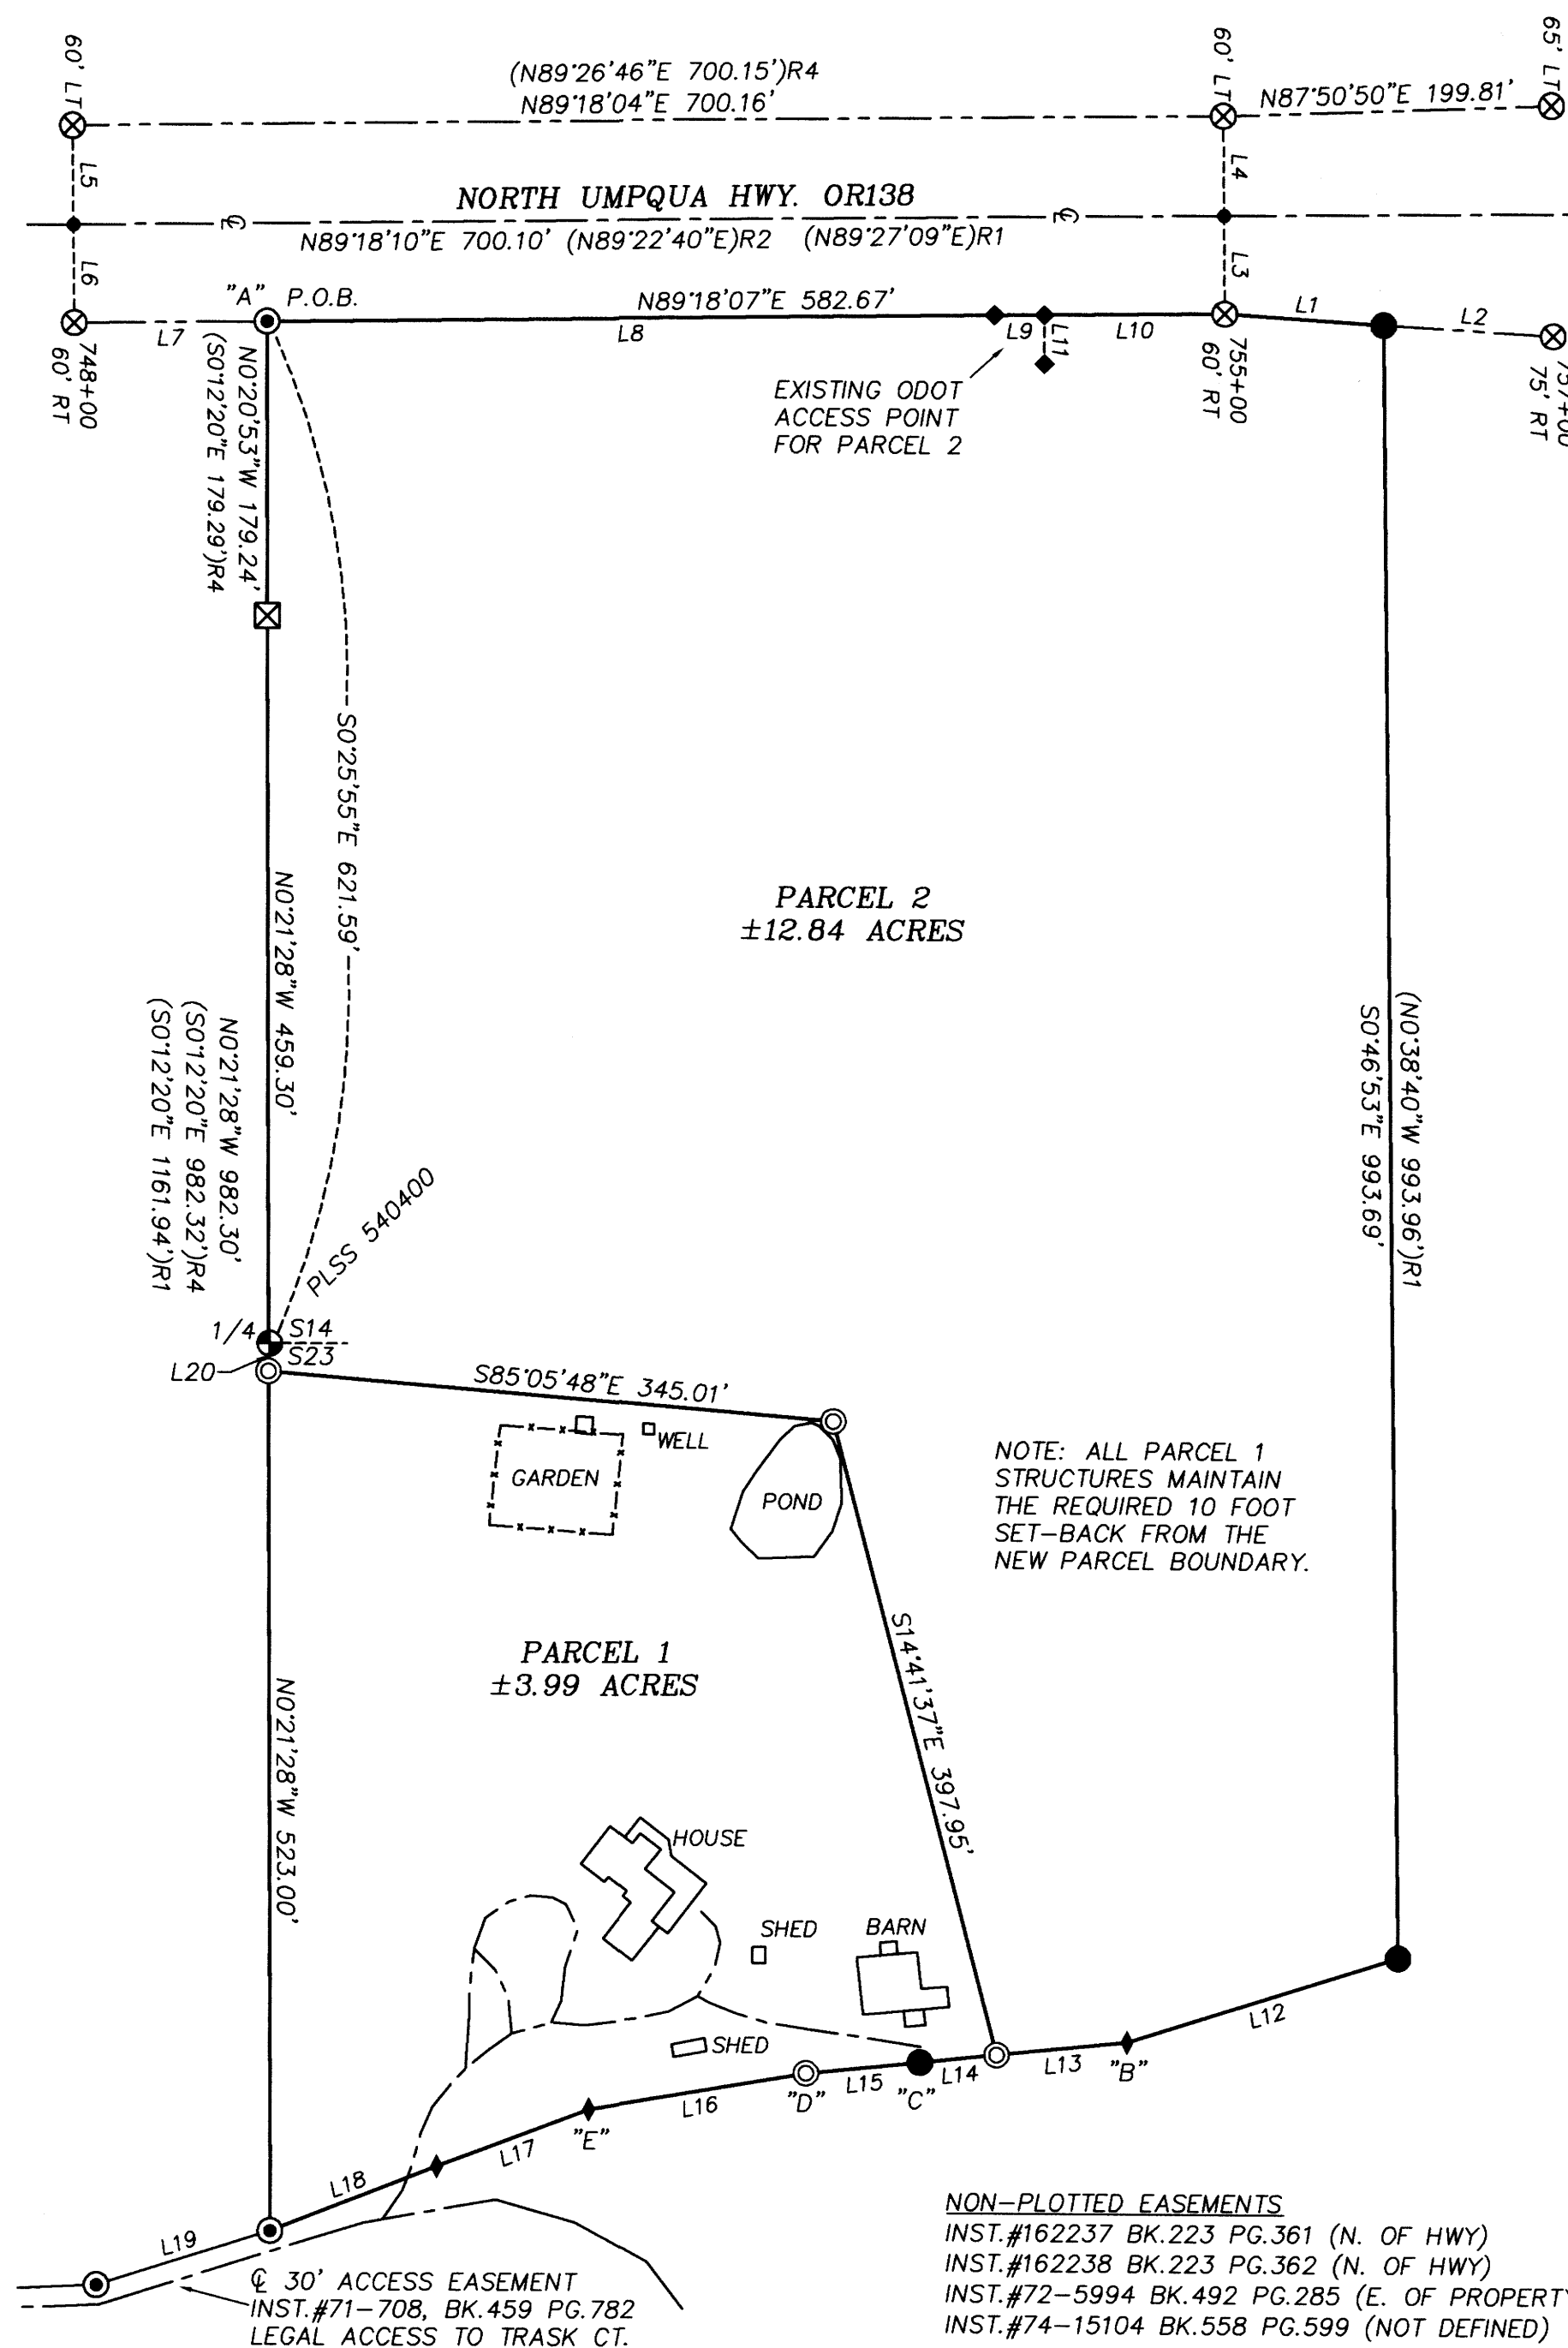 60' LT
(N89°26'46"E 700.15')R4
N89°18'04"E 700.16'
60' LT
N87°50'50"E 199.81'
65' LT
L5
L4
NORTH UMPQUA HWY. OR138
℄
℄
N89°18'10"E 700.10' (N89°22'40"E)R2 (N89°27'09"E)R1
L6
L3
"A" P.O.B.
N89°18'07"E 582.67'
L7
L8
L9
L11
L10
L1
L2
748+00
60' RT
755+00
60' RT
757+00
75' RT
EXISTING ODOT
ACCESS POINT
FOR PARCEL 2
N0°20'53"W 179.24'
(S0°12'20"E 179.29')R4
S0°25'55"E 621.59'
N0°21'28"W 459.30'
PARCEL 2
±12.84 ACRES
(N0°38'40"W 993.96')R1
S0°46'53"E 993.69'
N0°21'28"W 982.30'
(S0°12'20"E 982.32')R4
(S0°12'20"E 1161.94')R1
PLSS 540400
1/4
S14
S23
L20
S85°05'48"E 345.01'
WELL
GARDEN
POND
NOTE: ALL PARCEL 1
STRUCTURES MAINTAIN
THE REQUIRED 10 FOOT
SET-BACK FROM THE
NEW PARCEL BOUNDARY.
S14°41'37"E 397.95'
PARCEL 1
±3.99 ACRES
N0°21'28"W 523.00'
HOUSE
SHED
BARN
SHED
L12
L13
"B"
L14
"C"
L15
"D"
L16
"E"
L17
L18
L19
℄ 30' ACCESS EASEMENT
INST.#71-708, BK.459 PG.782
LEGAL ACCESS TO TRASK CT.
NON-PLOTTED EASEMENTS
INST.#162237 BK.223 PG.361 (N. OF HWY)
INST.#162238 BK.223 PG.362 (N. OF HWY)
INST.#72-5994 BK.492 PG.285 (E. OF PROPERTY
INST.#74-15104 BK.558 PG.599 (NOT DEFINED)